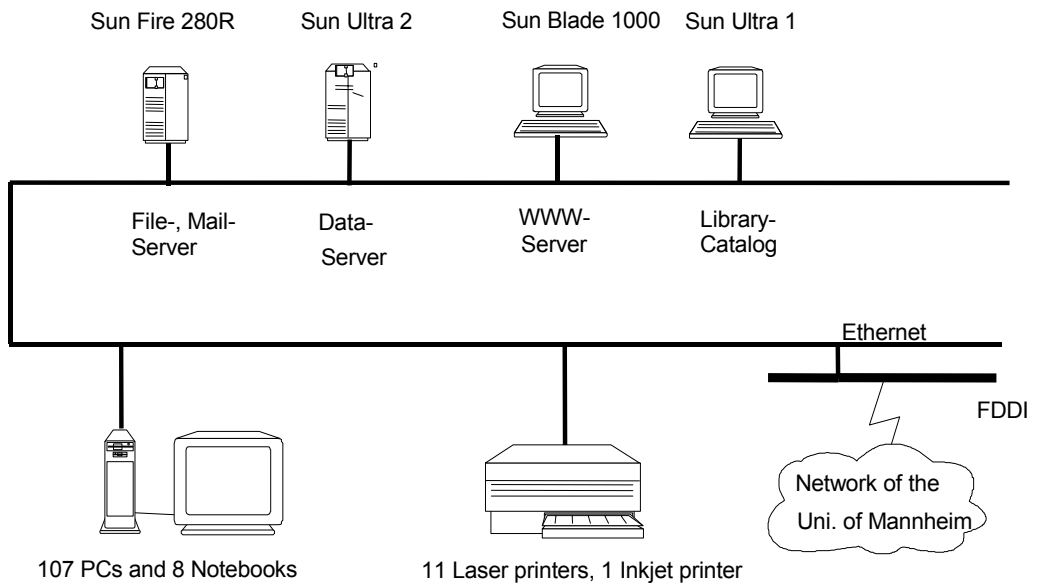 Sun Fire 280R
Sun Ultra 2
Sun Blade 1000
Sun Ultra 1
File-, Mail-
Server
Data-
Server
WWW-
Server
Library-
Catalog
Ethernet
FDDI
Network of the
Uni. of Mannheim
107 PCs and 8 Notebooks
11 Laser printers, 1 Inkjet printer